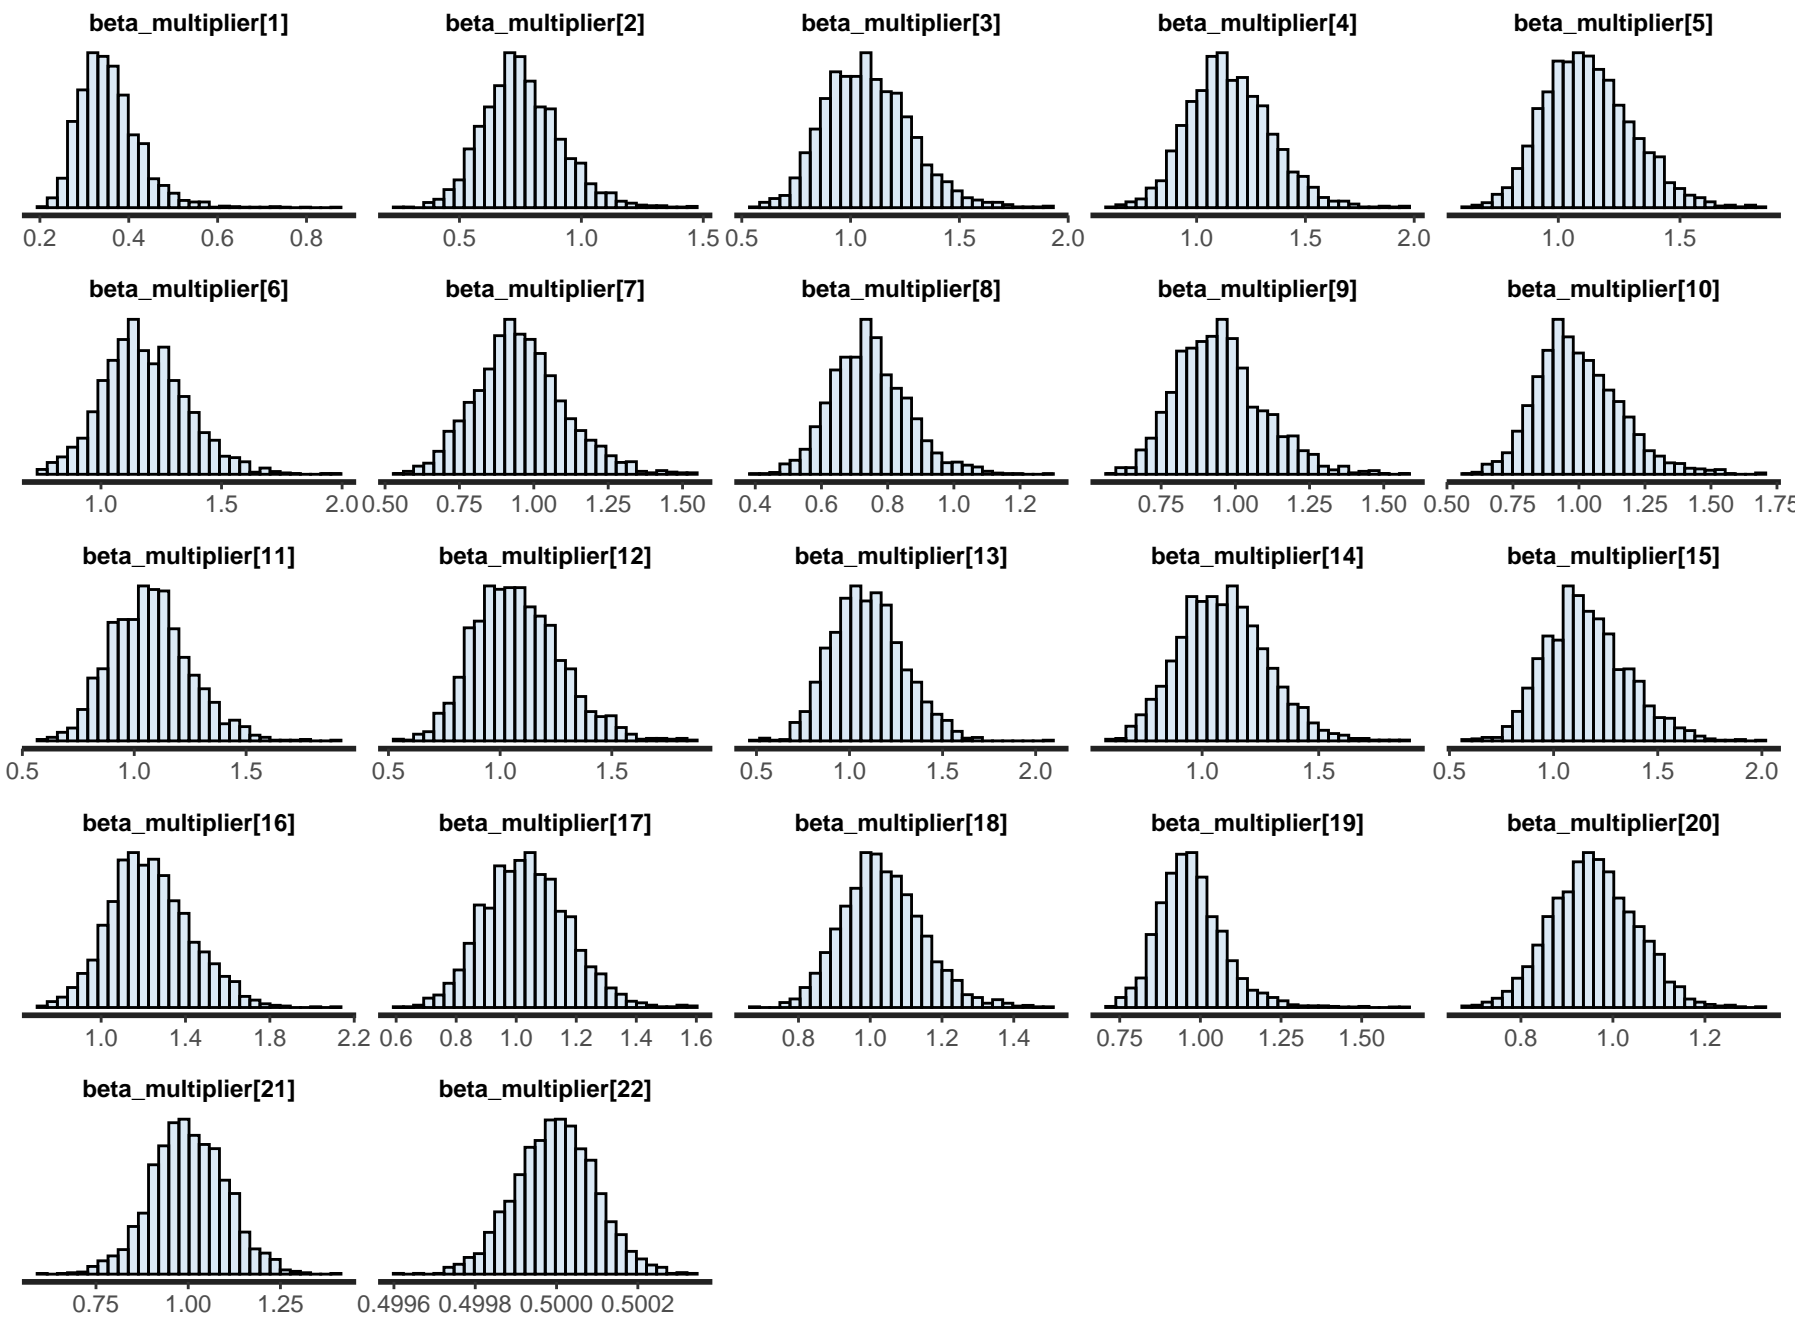 beta_multiplier[1] beta_multiplier[2] beta_multiplier[3] beta_multiplier[4] beta_multiplier[5]
0.2 0.4 0.6 0.8 0.5 1.0 1.5 0.5 1.0 1.5 2.0 1.0 1.5 2.0 1.0 1.5
beta_multiplier[6] beta_multiplier[7] beta_multiplier[8] beta_multiplier[9] beta_multiplier[10]
1.0 1.5 2.0 0.50 0.75 1.00 1.25 1.50 0.4 0.6 0.8 1.0 1.2 0.75 1.00 1.25 1.50 0.50 0.75 1.00 1.25 1.50 1.75
beta_multiplier[11] beta_multiplier[12] beta_multiplier[13] beta_multiplier[14] beta_multiplier[15]
0.5 1.0 1.5 0.5 1.0 1.5 0.5 1.0 1.5 2.0 1.0 1.5 0.5 1.0 1.5 2.0
beta_multiplier[16] beta_multiplier[17] beta_multiplier[18] beta_multiplier[19] beta_multiplier[20]
1.0 1.4 1.8 2.2 0.6 0.8 1.0 1.2 1.4 1.6 0.8 1.0 1.2 1.4 0.75 1.00 1.25 1.50 0.8 1.0 1.2
beta_multiplier[21] beta_multiplier[22]
0.75 1.00 1.25 0.4996 0.4998 0.5000 0.5002